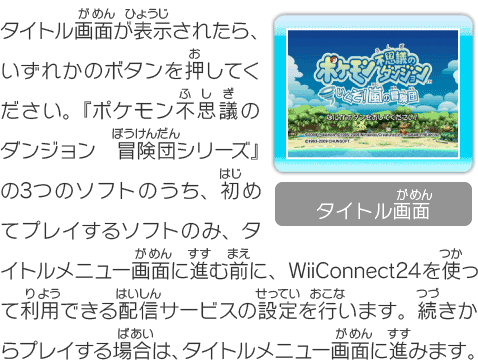 タイトル画面が表示されたら、
いずれかのボタンを押してく
ださい。『ポケモン不思議の
ダンジョン　冒険団シリーズ』
の3つのソフトのうち、初め
てプレイするソフトのみ、タ
イトルメニュー画面に進む前に、WiiConnect24を使っ
て利用できる配信サービスの設定を行います。続きか
らプレイする場合は、タイトルメニュー画面に進みます。
ポケモン不思議のダンジョン
いくぞ!嵐の冒険団
タイトル画面